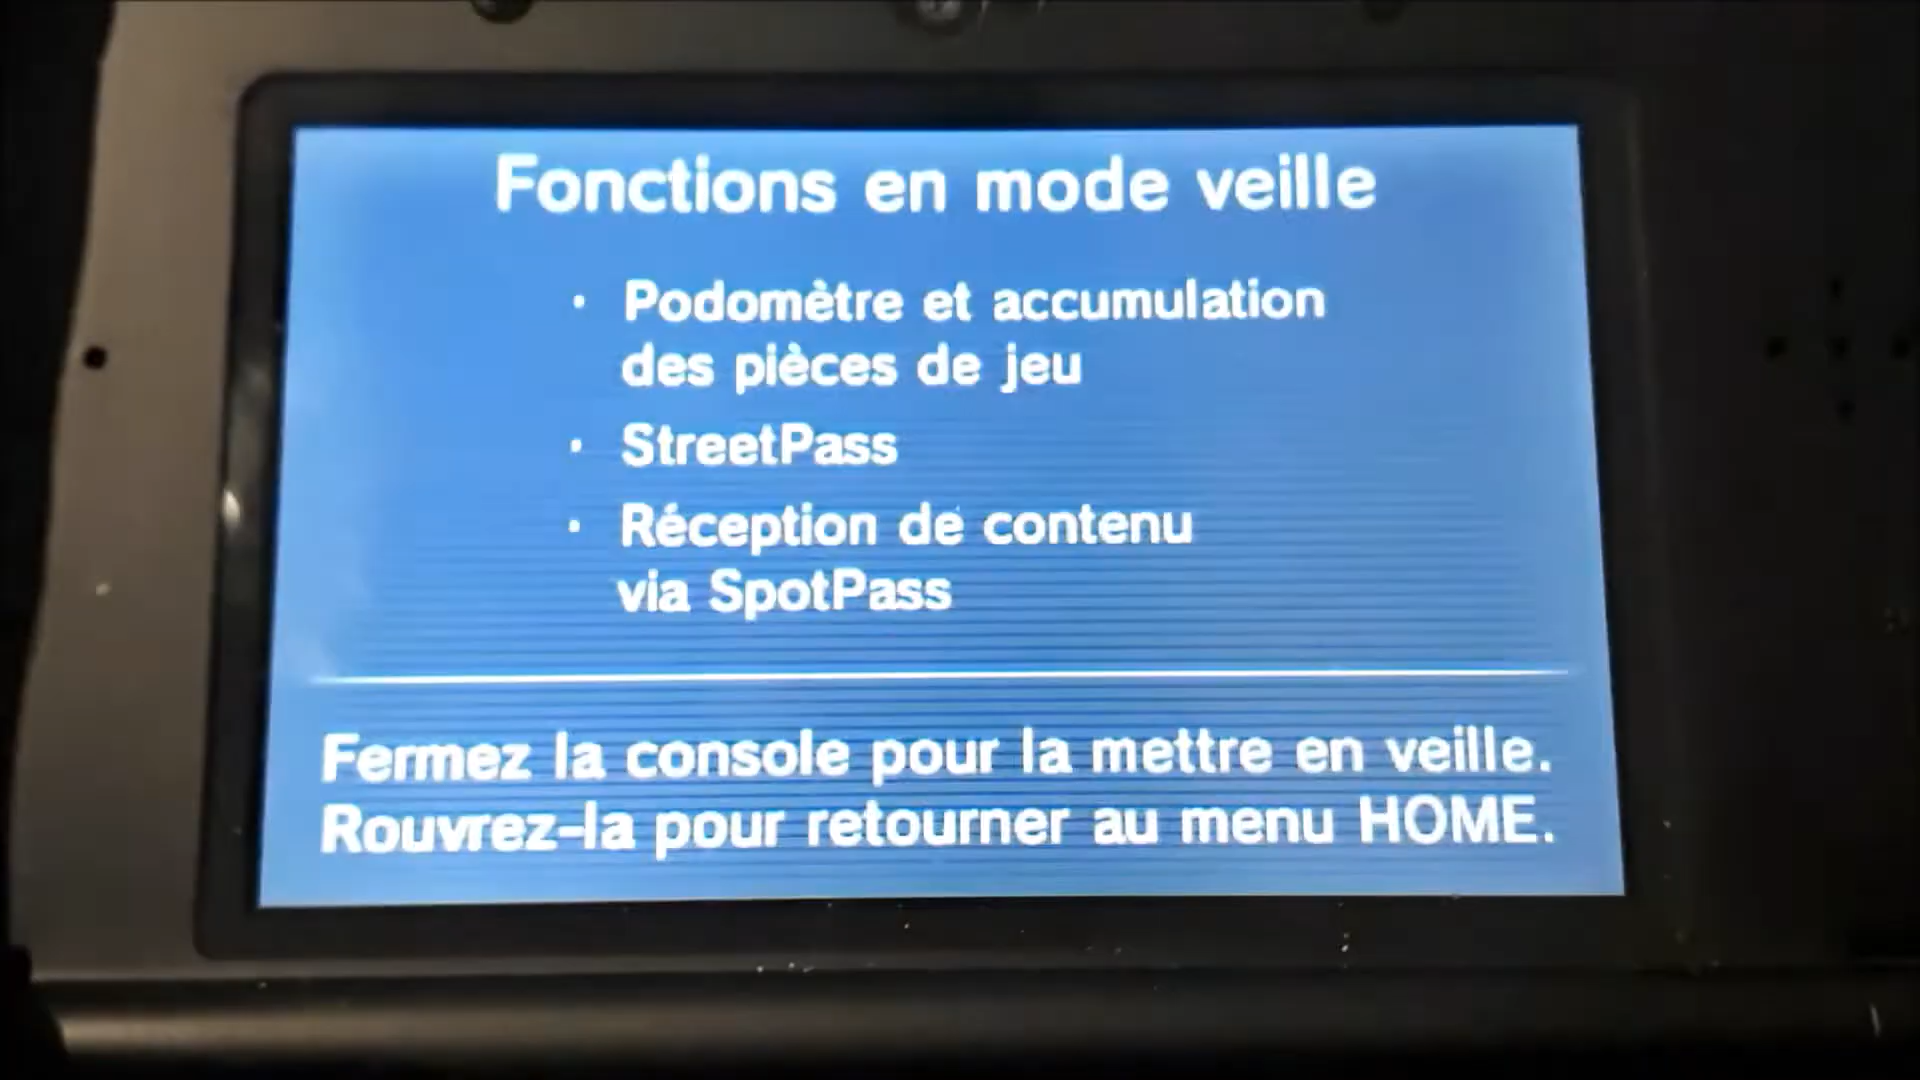 Fonctions en mode veille
· Podomètre et accumulation
des pièces de jeu
· StreetPass
· Réception de contenu
via SpotPass
Fermez la console pour la mettre en veille.
Rouvrez-la pour retourner au menu HOME.